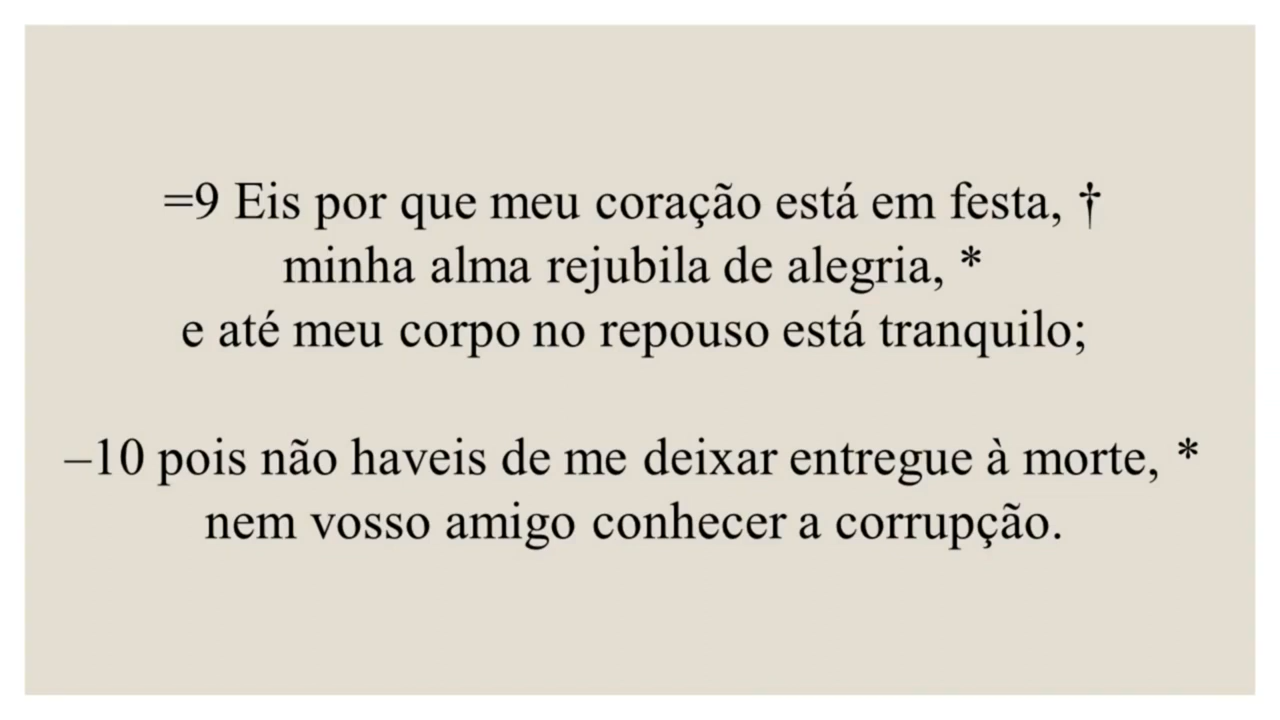 =9 Eis por que meu coração está em festa, †
minha alma rejubila de alegria, *
e até meu corpo no repouso está tranquilo;
–10 pois não haveis de me deixar entregue à morte, *
nem vosso amigo conhecer a corrupção.